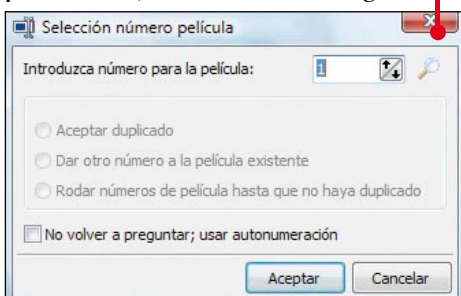 Selección número película
Introduzca número para la película: 1
Aceptar duplicado
Dar otro número a la película existente
Rodar números de película hasta que no haya duplicado
No volver a preguntar; usar autonumeración
Aceptar Cancelar